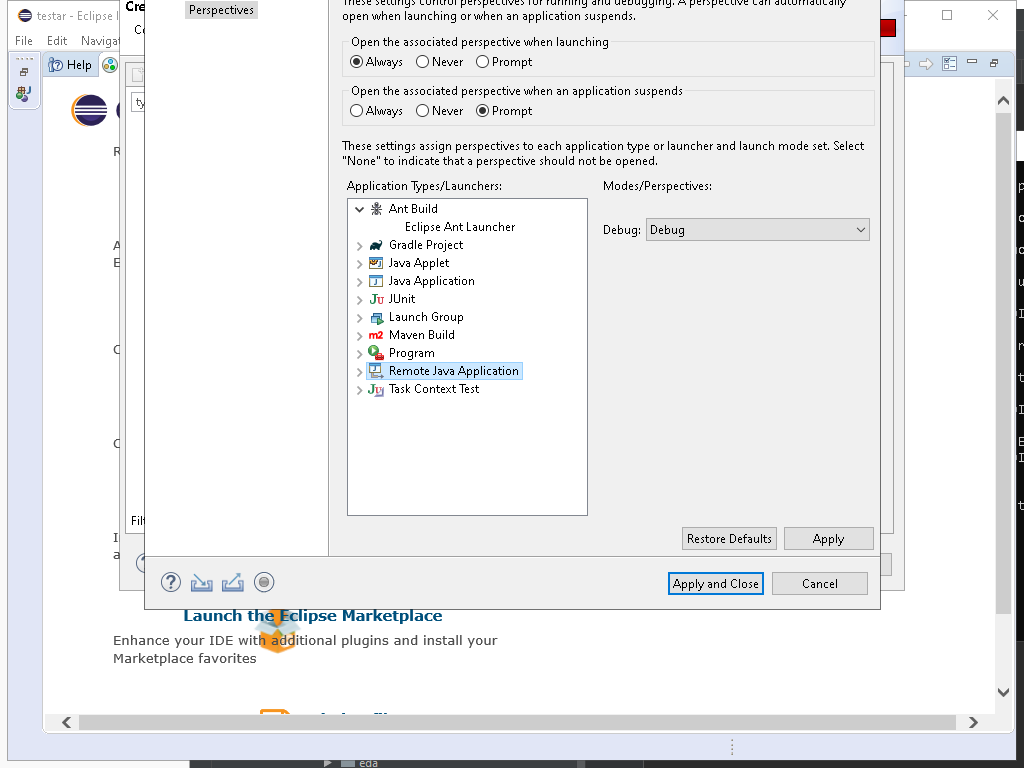 testar - Eclipse I
Cre
Perspectives
These settings control perspectives for running and debugging. A perspective can automatically
open when launching or when an application suspends.
File Edit Navigat
Help
Open the associated perspective when launching
Always Never Prompt
Open the associated perspective when an application suspends
Always Never Prompt
These settings assign perspectives to each application type or launcher and launch mode set. Select
"None" to indicate that a perspective should not be opened.
Application Types/Launchers:
Modes/Perspectives:
Ant Build
Eclipse Ant Launcher
Debug: Debug
Gradle Project
Java Applet
Java Application
JUnit
Launch Group
Maven Build
Program
Remote Java Application
Task Context Test
Restore Defaults Apply
Apply and Close Cancel
Launch the Eclipse Marketplace
Enhance your IDE with additional plugins and install your
Marketplace favorites
eda